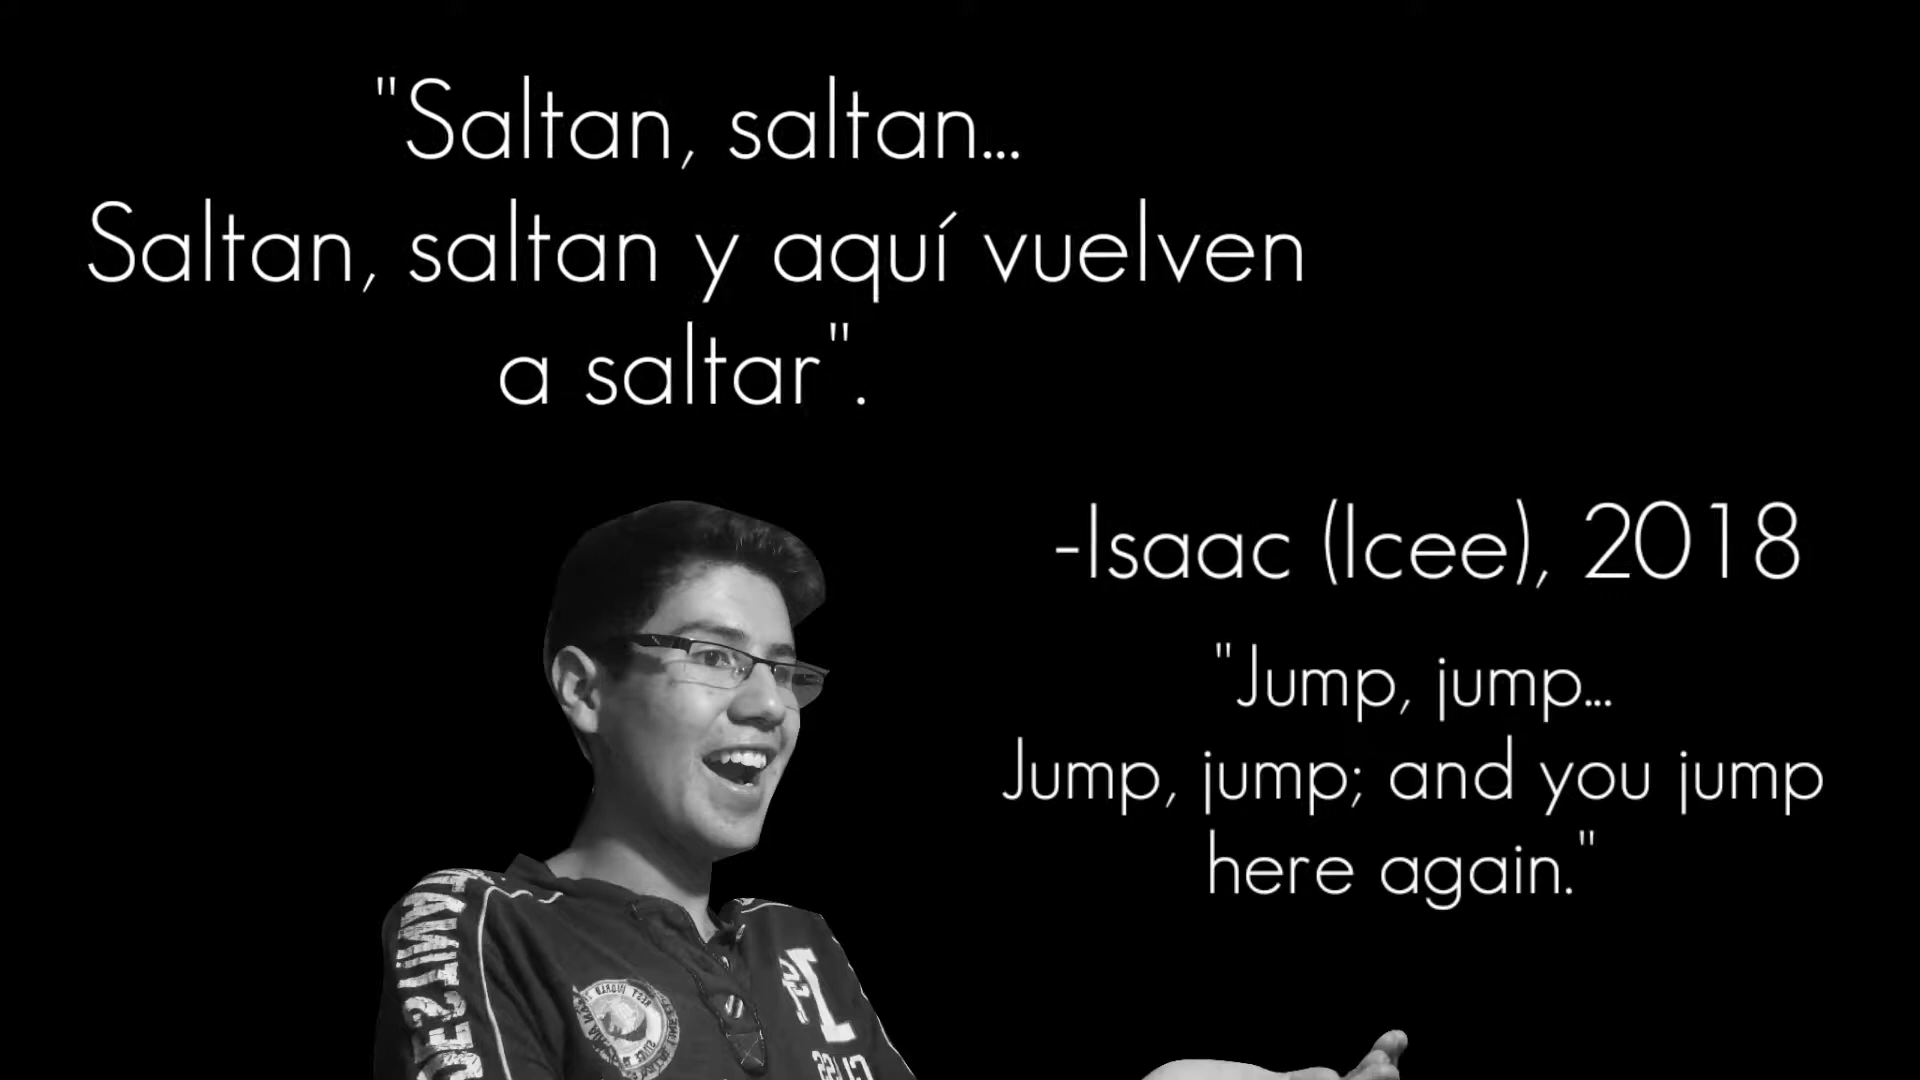 "Saltan, saltan...
Saltan, saltan y aquí vuelven
a saltar".
-Isaac (Icee), 2018
"Jump, jump...
Jump, jump; and you jump
here again."